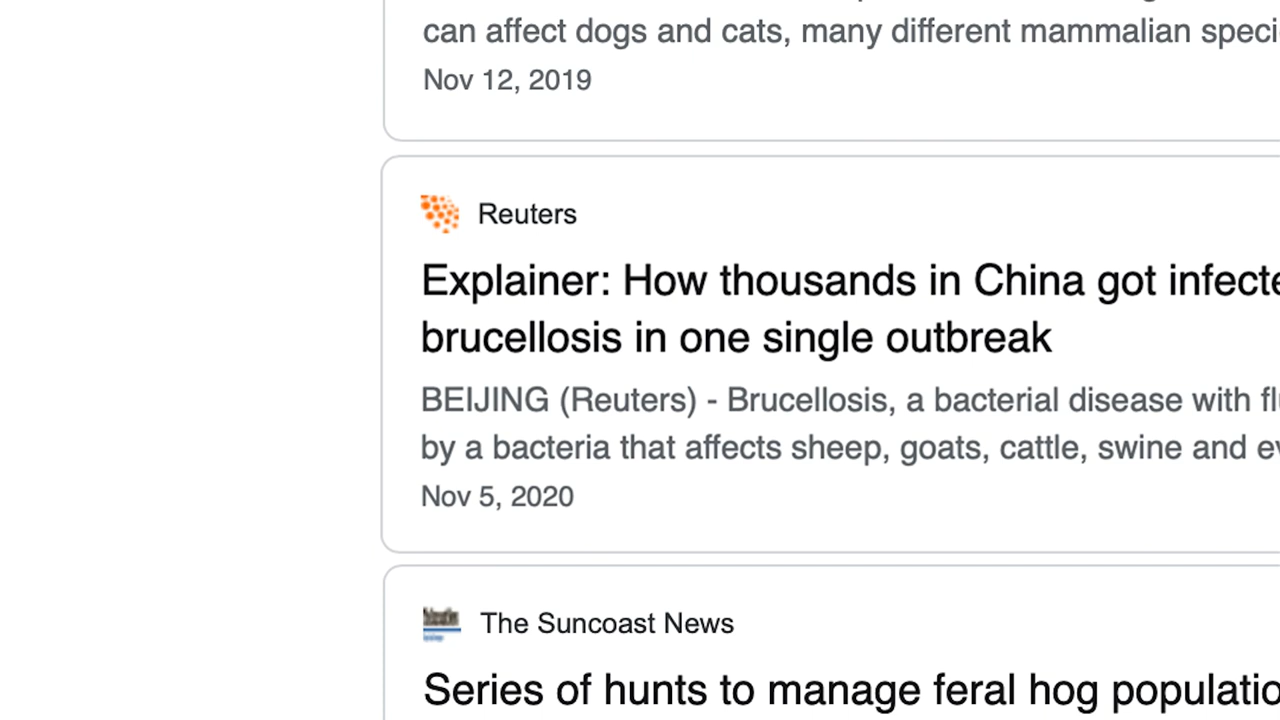 can affect dogs and cats, many different mammalian speci
Nov 12, 2019
Reuters
Explainer: How thousands in China got infecte
brucellosis in one single outbreak
BEIJING (Reuters) - Brucellosis, a bacterial disease with fl
by a bacteria that affects sheep, goats, cattle, swine and ev
Nov 5, 2020
The Suncoast News
Series of hunts to manage feral hog populatio